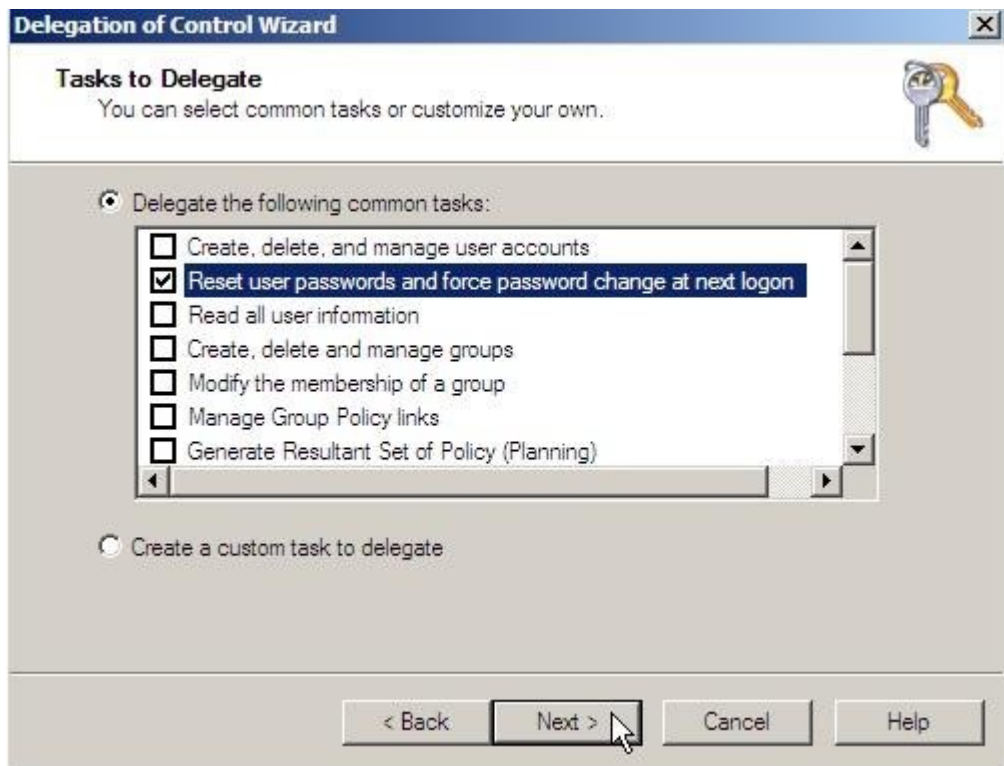 Delegation of Control Wizard
Tasks to Delegate
You can select common tasks or customize your own.
Delegate the following common tasks:
Create, delete, and manage user accounts
Reset user passwords and force password change at next logon
Read all user information
Create, delete and manage groups
Modify the membership of a group
Manage Group Policy links
Generate Resultant Set of Policy (Planning)
Create a custom task to delegate
< Back Next > Cancel Help